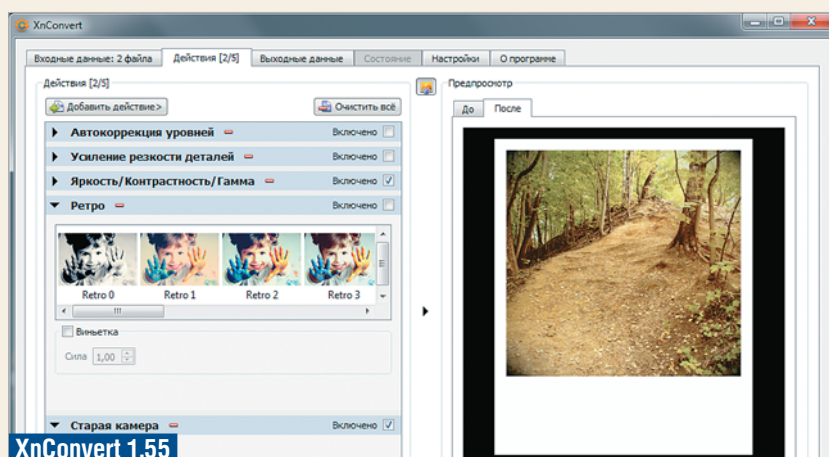 XnConvert
Входные данные: 2 файла Действия [2/5] Выходные данные Состояние Настройки О программе
Действия [2/5]
Добавить действие> Очистить всё
Автокоррекция уровней Включено
Усиление резкости деталей Включено
Яркость/Контрастность/Гамма Включено
Ретро Включено
Retro 0 Retro 1 Retro 2 Retro 3
Виньетка
Сила 1,00
Старая камера Включено
Предпросмотр
До После
XnConvert 1.55